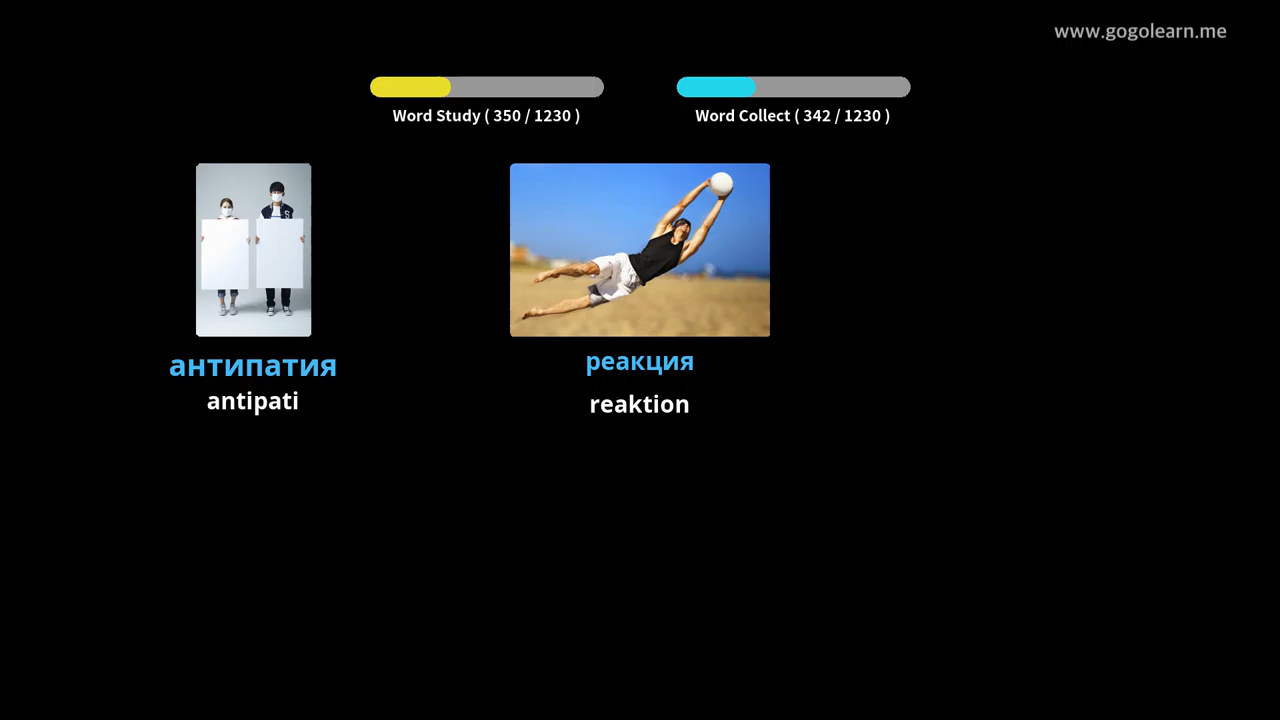 www.gogolearn.me
Word Study ( 350 / 1230 )
Word Collect ( 342 / 1230 )
антипатия
antipati
реакция
reaktion